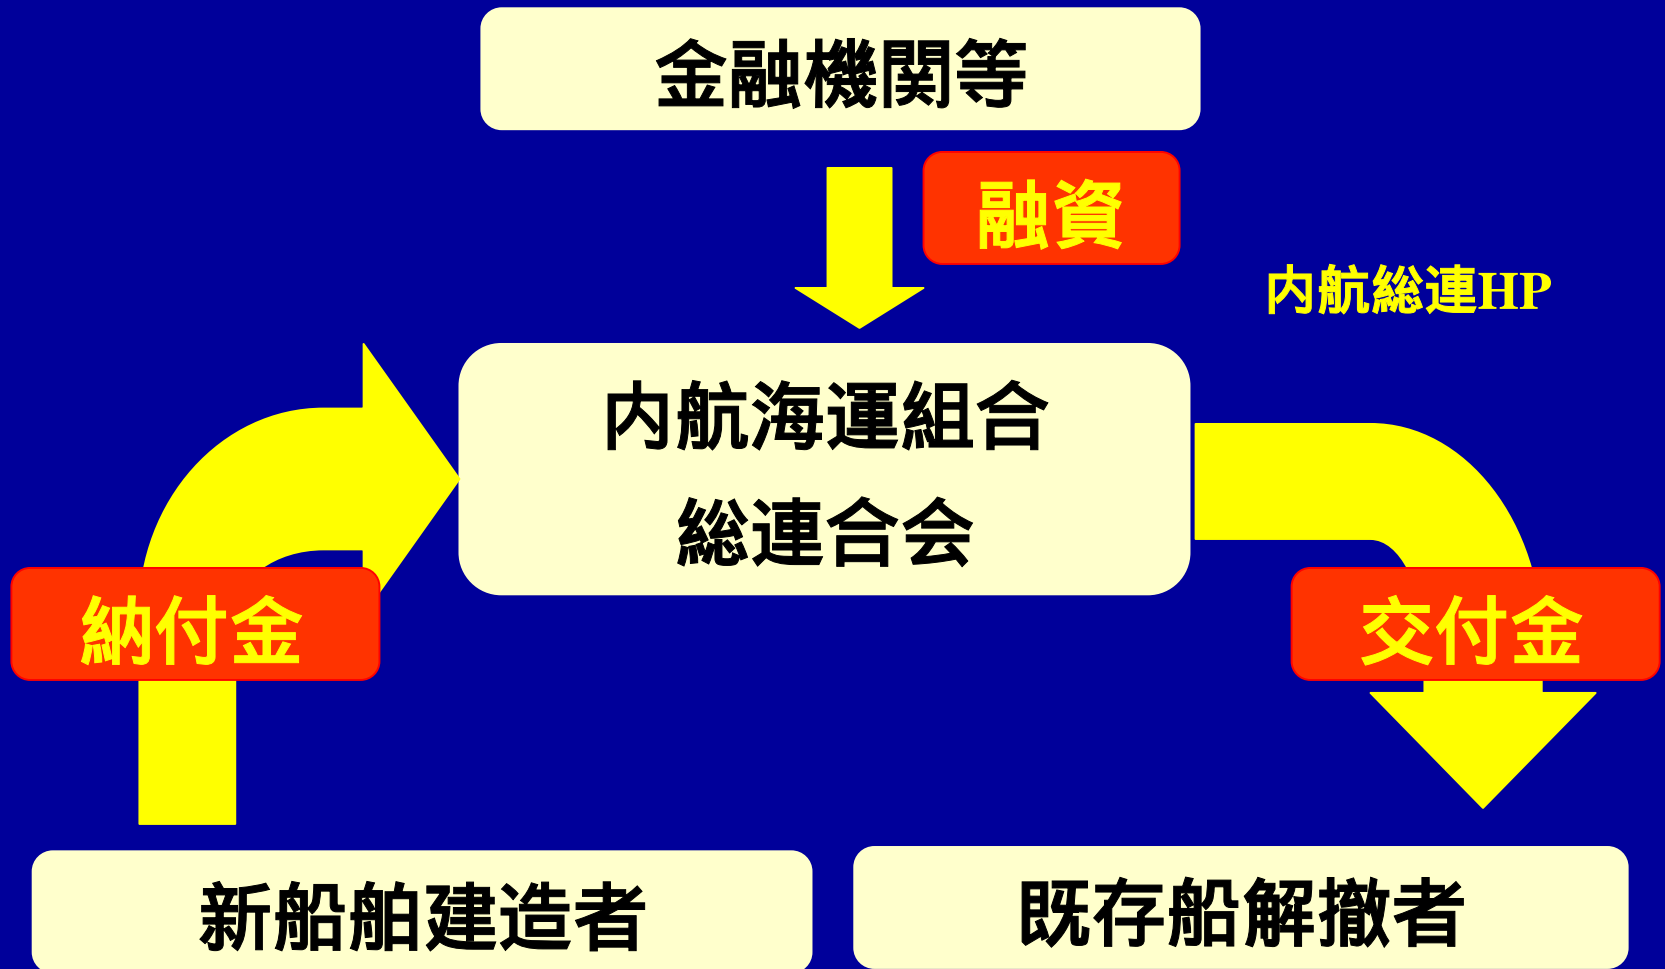 金融機関等
融資
内航総連HP
内航海運組合
総連合会
納付金
交付金
新船舶建造者
既存船解撤者